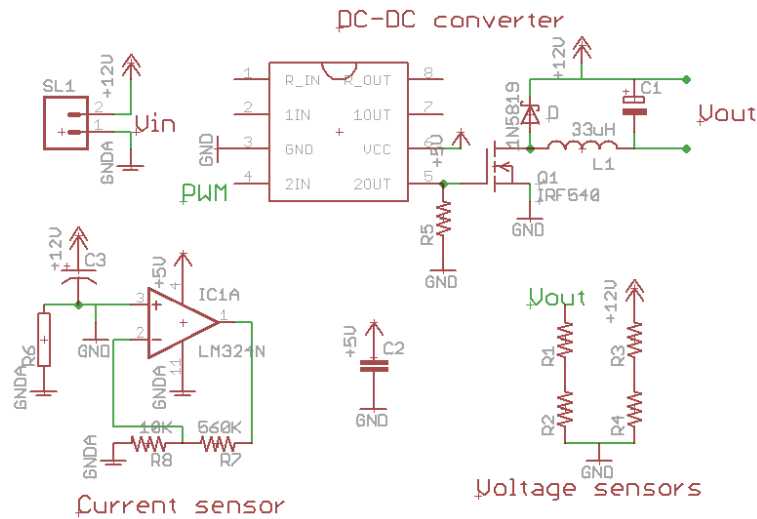 DC-DC converter
SL1
+12V
2
1
Vin
GNDA
1
R_IN
R_OUT
8
2
1IN
1OUT
7
GND
3
GND
VCC
6
+5V
PWM
4
2IN
2OUT
5
R5
GND
+12V
1N5819
D
33uH
L1
C1
Vout
Q1
IRF540
GND
+12V
C3
+5V
4
IC1A
3
2
1
LM324N
11
GND
R6
GNDA
GNDA
10K
560K
GNDA
R8
R7
Current sensor
+5V
C2
GND
Vout
+12V
R1
R3
R2
R4
GND
Voltage sensors